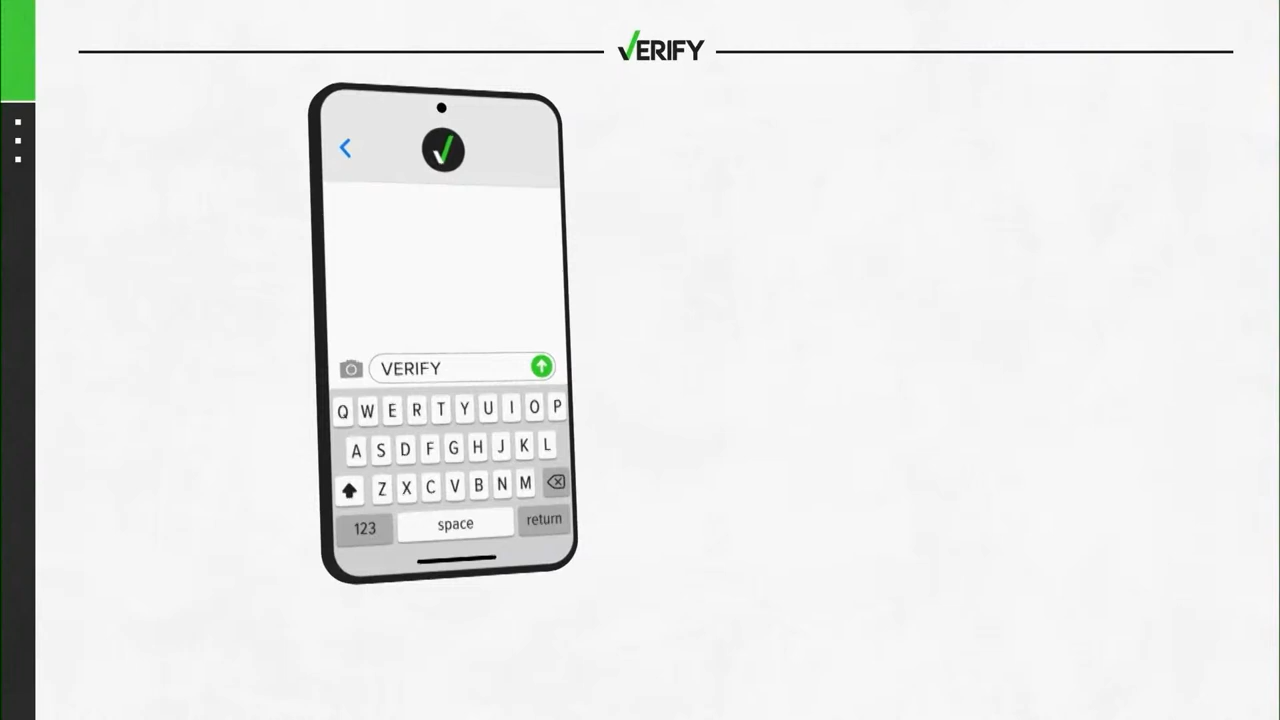 VERIFY
VERIFY
Q W E R T Y U I O P
A S D F G H J K L
Z X C V B N M
123 space return